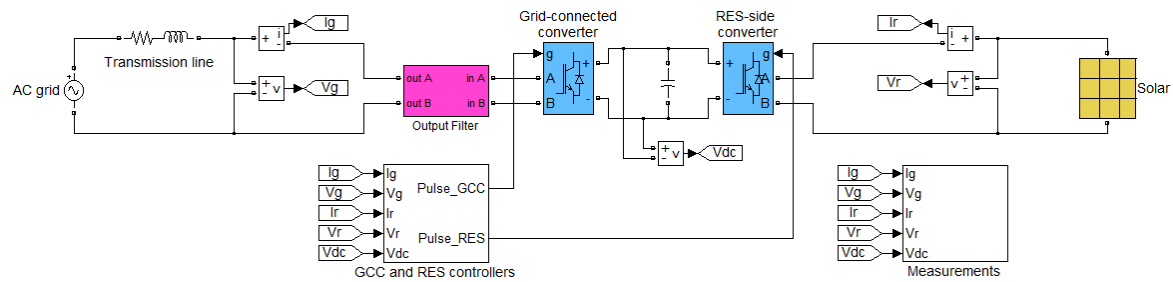 Grid-connected
converter
RES-side
converter
Ig
Ir
i
+
-
i
+
-
Transmission line
AC grid
+
Vg
+
-
v
out A
in A
out B
in B
Output Filter
g
A
B
+
-
+
-
g
A
B
Vr
v
+
-
Solar
+
-
v
Vdc
Ig
Vg
Ir
Vr
Vdc
Ig
Vg
Ir
Vr
Vdc
Pulse_GCC
Pulse_RES
GCC and RES controllers
Ig
Vg
Ir
Vr
Vdc
Ig
Vg
Ir
Vr
Vdc
Measurements